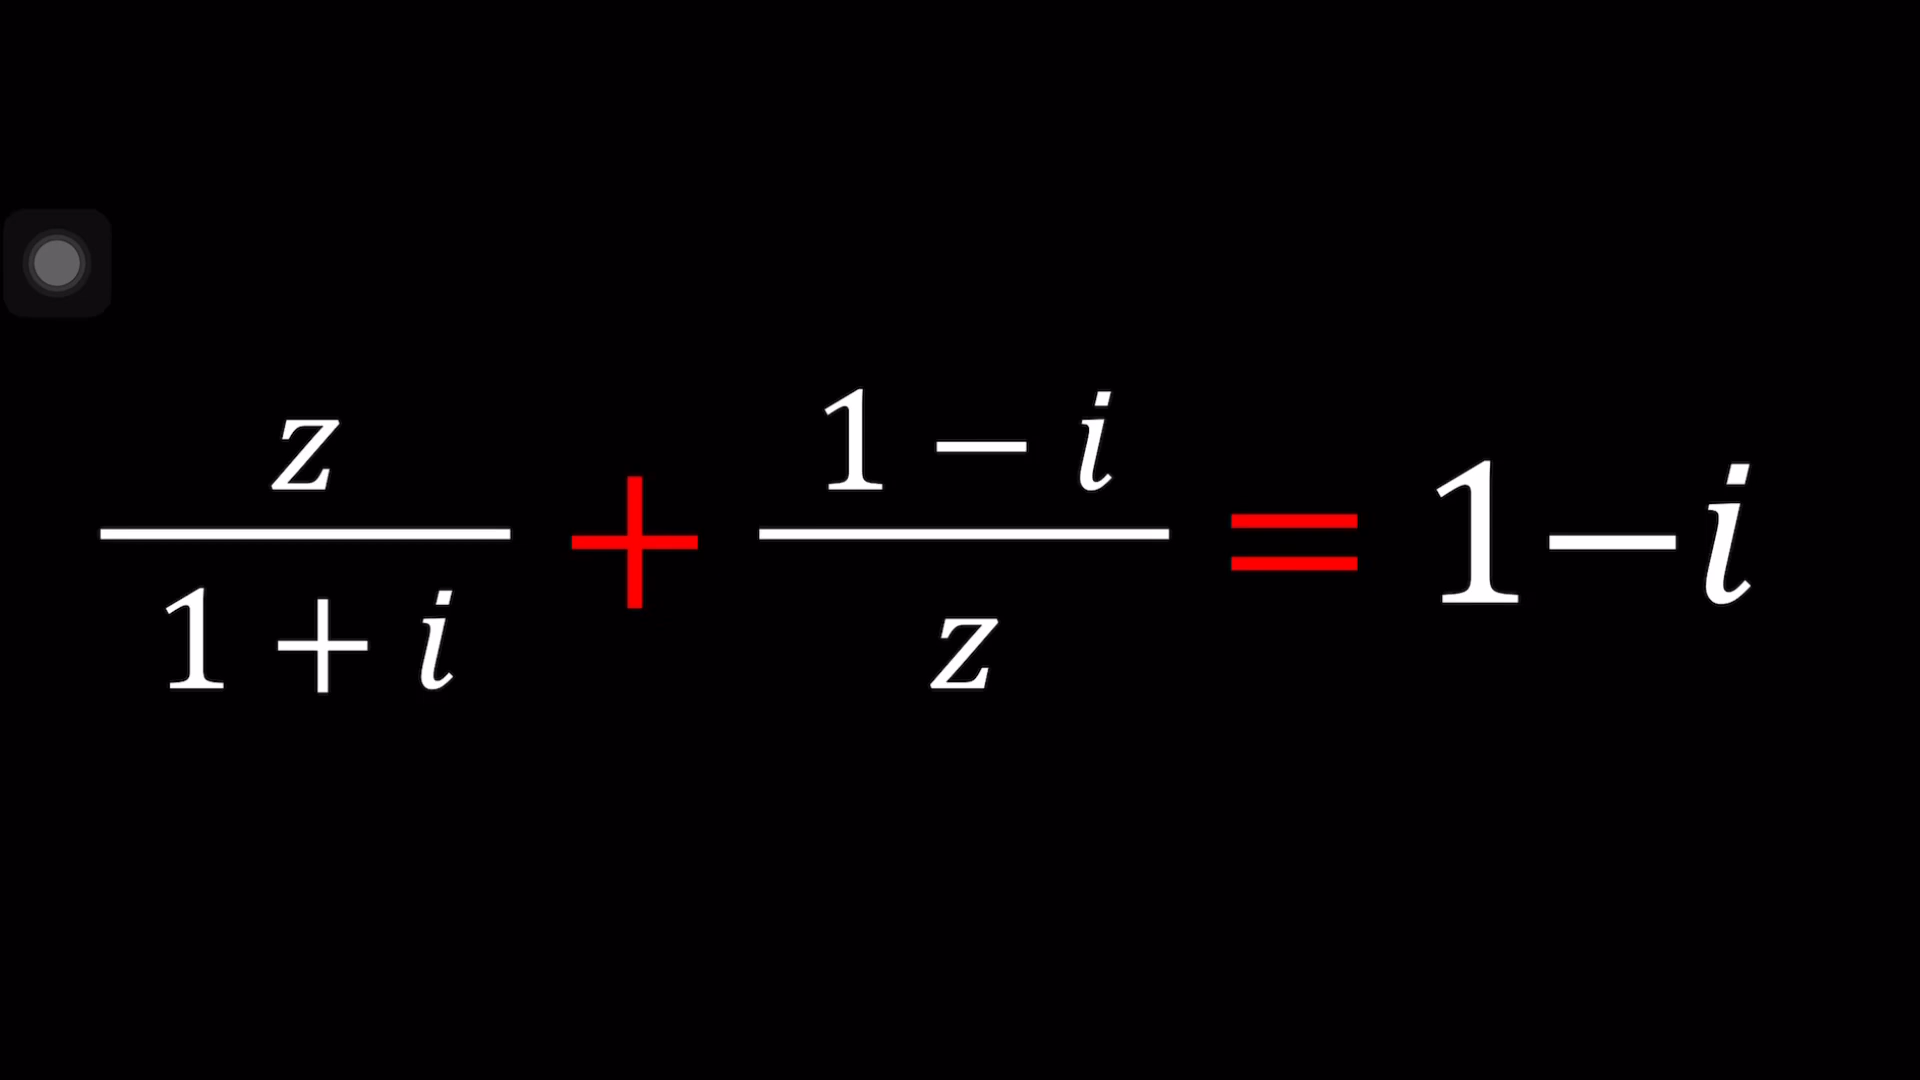 z/(1 + i) + (1 − i)/z = 1−i